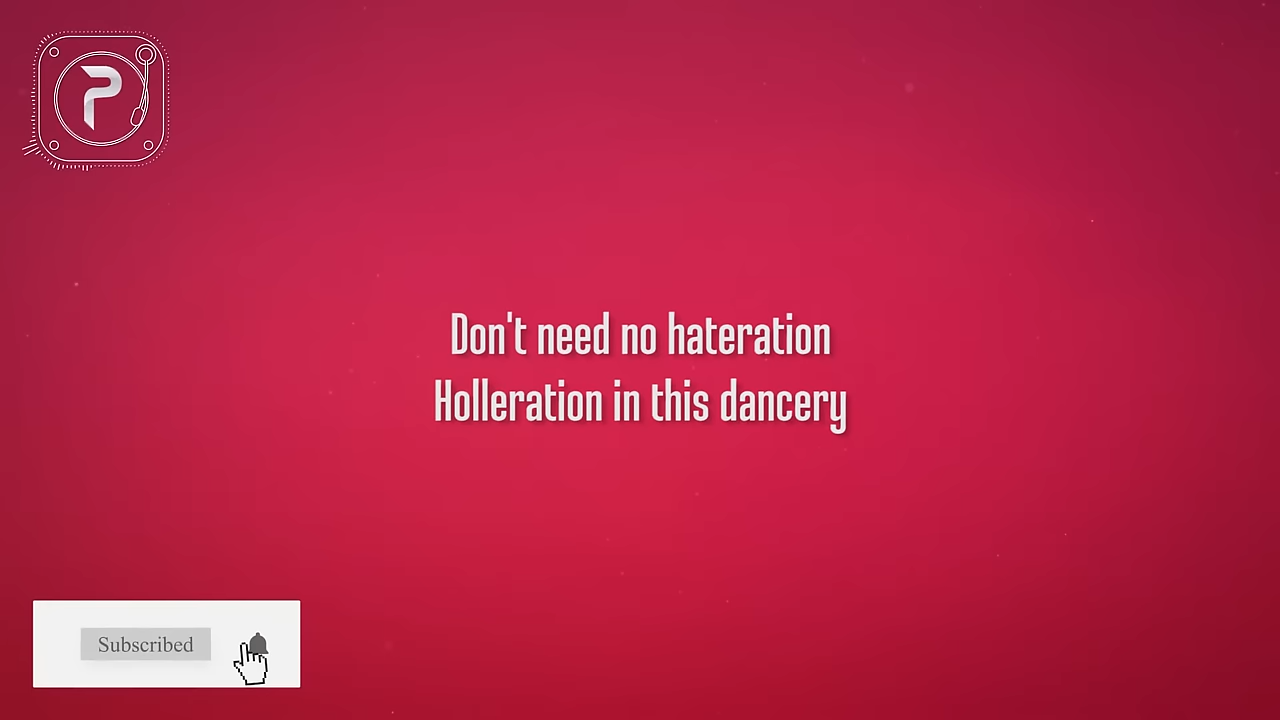 P
Don't need no hateration
Holleration in this dancery
Subscribed